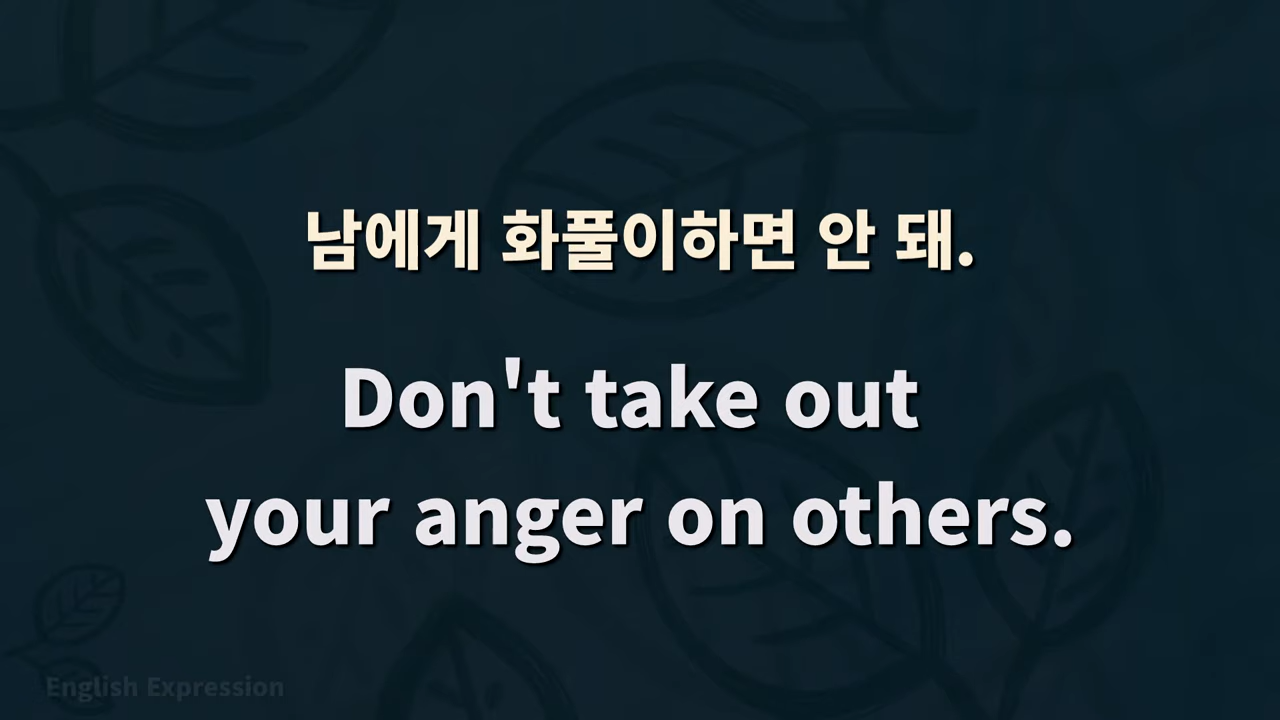 남에게 화풀이하면 안 돼.
Don't take out
your anger on others.
English Expression